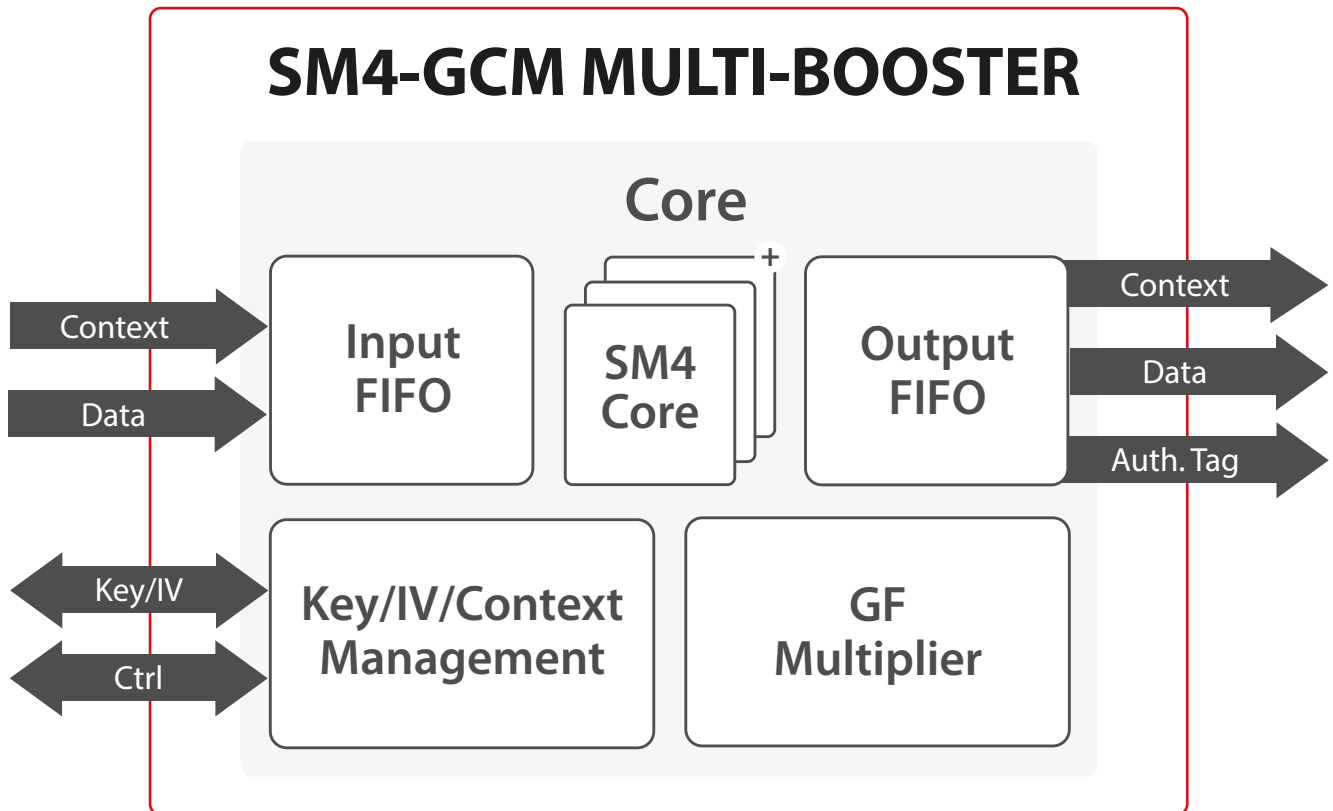 SM4-GCM MULTI-BOOSTER
Core
Context
Data
Input
FIFO
+
SM4
Core
Output
FIFO
Context
Data
Auth. Tag
Key/IV
Ctrl
Key/IV/Context
Management
GF
Multiplier